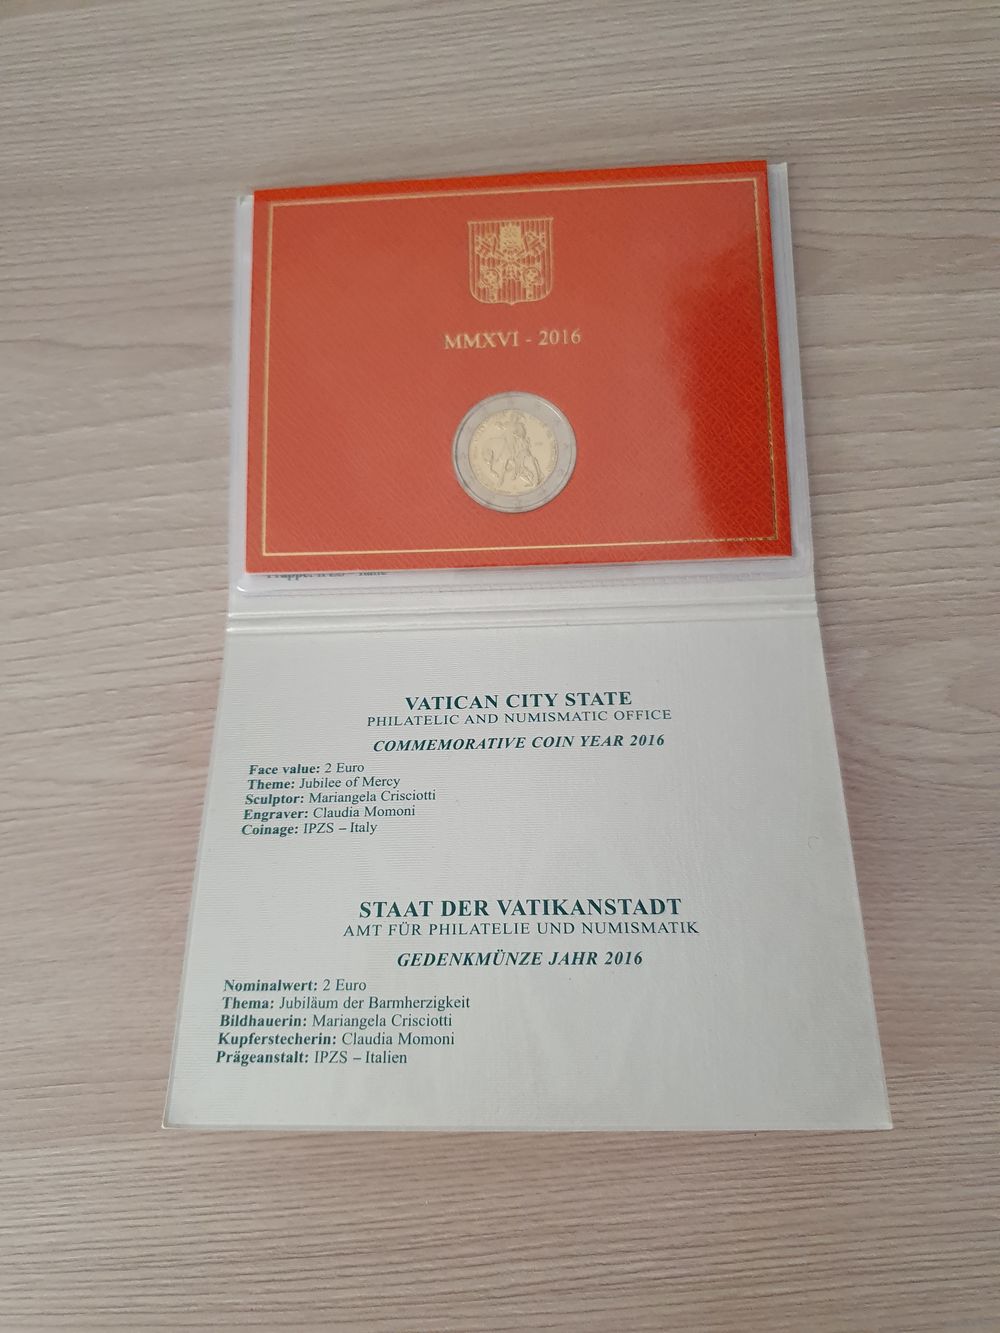 MMXVI - 2016
VATICAN CITY STATE
PHILATELIC AND NUMISMATIC OFFICE
COMMEMORATIVE COIN YEAR 2016
Face value: 2 Euro
Theme: Jubilee of Mercy
Sculptor: Mariangela Crisciotti
Engraver: Claudia Momoni
Coinage: IPZS – Italy
STAAT DER VATIKANSTADT
AMT FÜR PHILATELIE UND NUMISMATIK
GEDENKMÜNZE JAHR 2016
Nominalwert: 2 Euro
Thema: Jubiläum der Barmherzigkeit
Bildhauerin: Mariangela Crisciotti
Kupferstecherin: Claudia Momoni
Prägeanstalt: IPZS – Italien